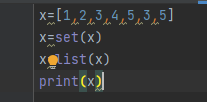 x=[1,2,3,4,5,3,5]
x=set(x)
x=list(x)
print(x)